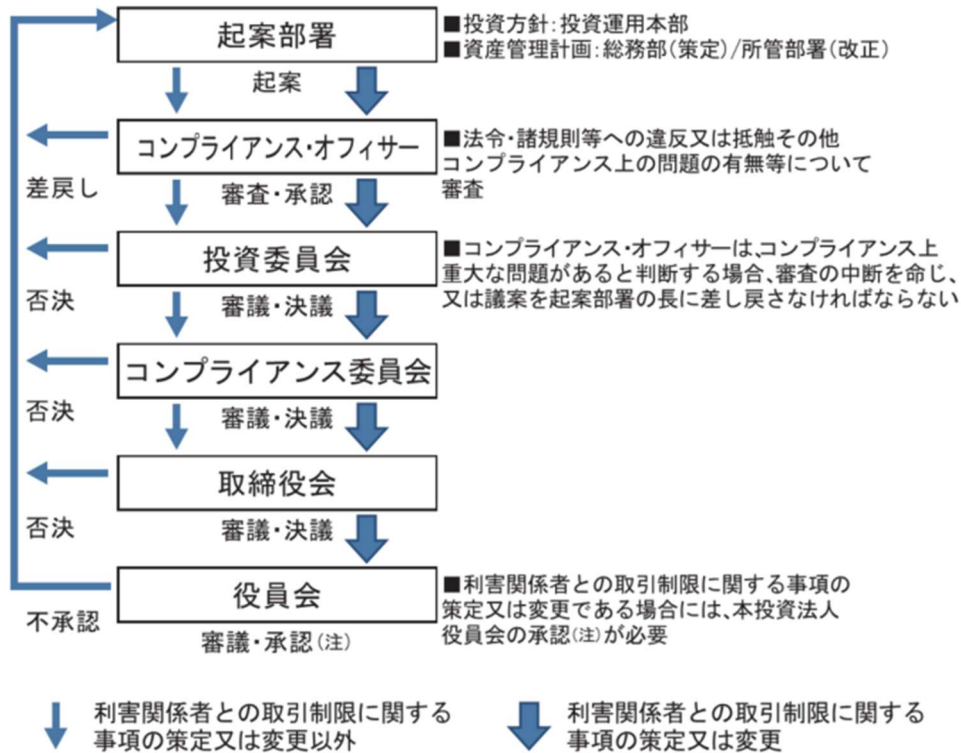 起案部署
■投資方針：投資運用本部
■資産管理計画：総務部（策定）/所管部署（改正）
起案
コンプライアンス・オフィサー
■法令・諸規則等への違反又は抵触その他
コンプライアンス上の問題の有無等について
審査
差戻し
審査・承認
投資委員会
■コンプライアンス・オフィサーは、コンプライアンス上
重大な問題があると判断する場合、審査の中断を命じ、
又は議案を起案部署の長に差し戻さなければならない
否決
審議・決議
コンプライアンス委員会
否決
審議・決議
取締役会
否決
審議・決議
役員会
■利害関係者との取引制限に関する事項の
策定又は変更である場合には、本投資法人
役員会の承認（注）が必要
不承認
審議・承認（注）
利害関係者との取引制限に関する
事項の策定又は変更以外
利害関係者との取引制限に関する
事項の策定又は変更